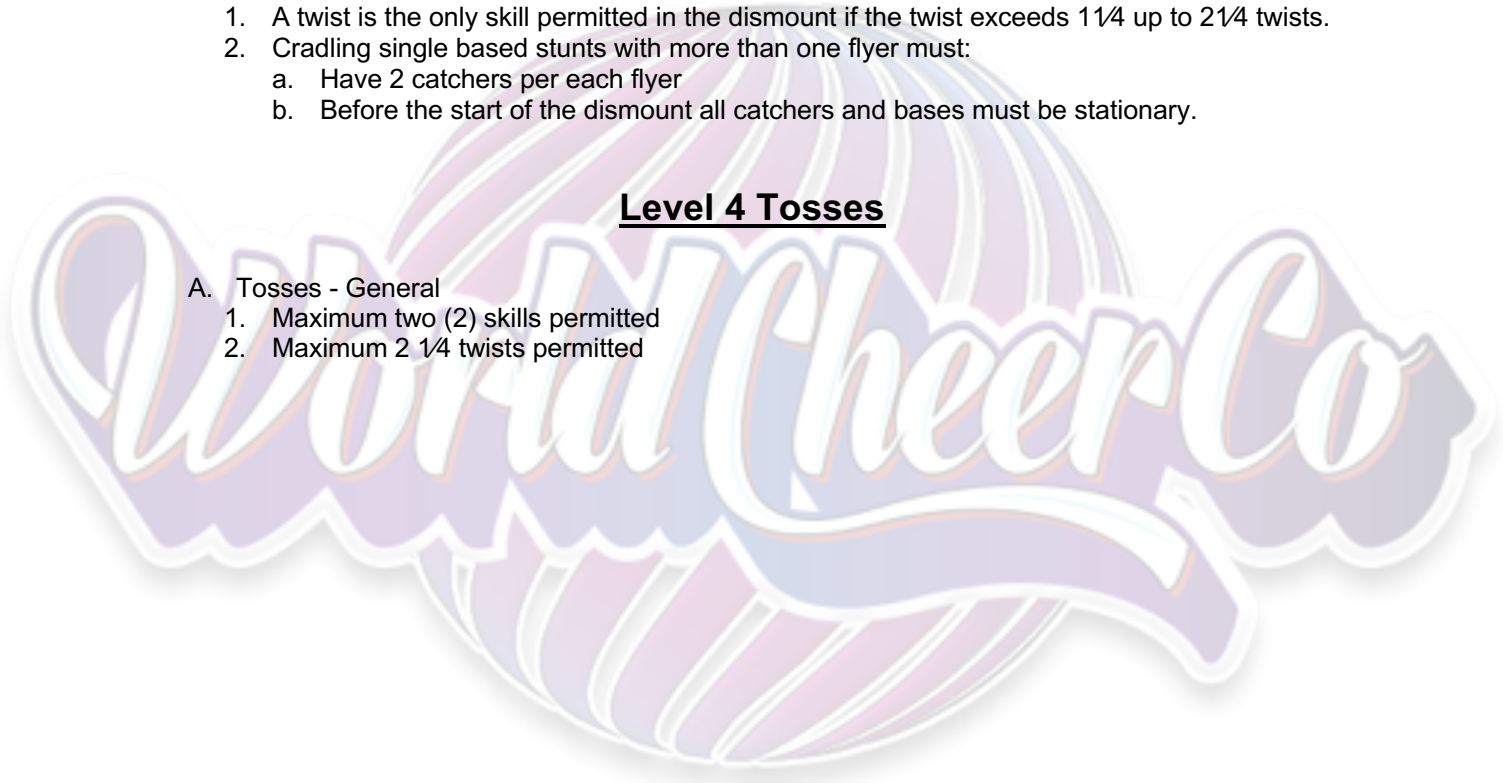 1. A twist is the only skill permitted in the dismount if the twist exceeds 11⁄4 up to 21⁄4 twists.
2. Cradling single based stunts with more than one flyer must:
a. Have 2 catchers per each flyer
b. Before the start of the dismount all catchers and bases must be stationary.
Level 4 Tosses
A. Tosses - General
1. Maximum two (2) skills permitted
2. Maximum 2 1⁄4 twists permitted
World Cheer Co